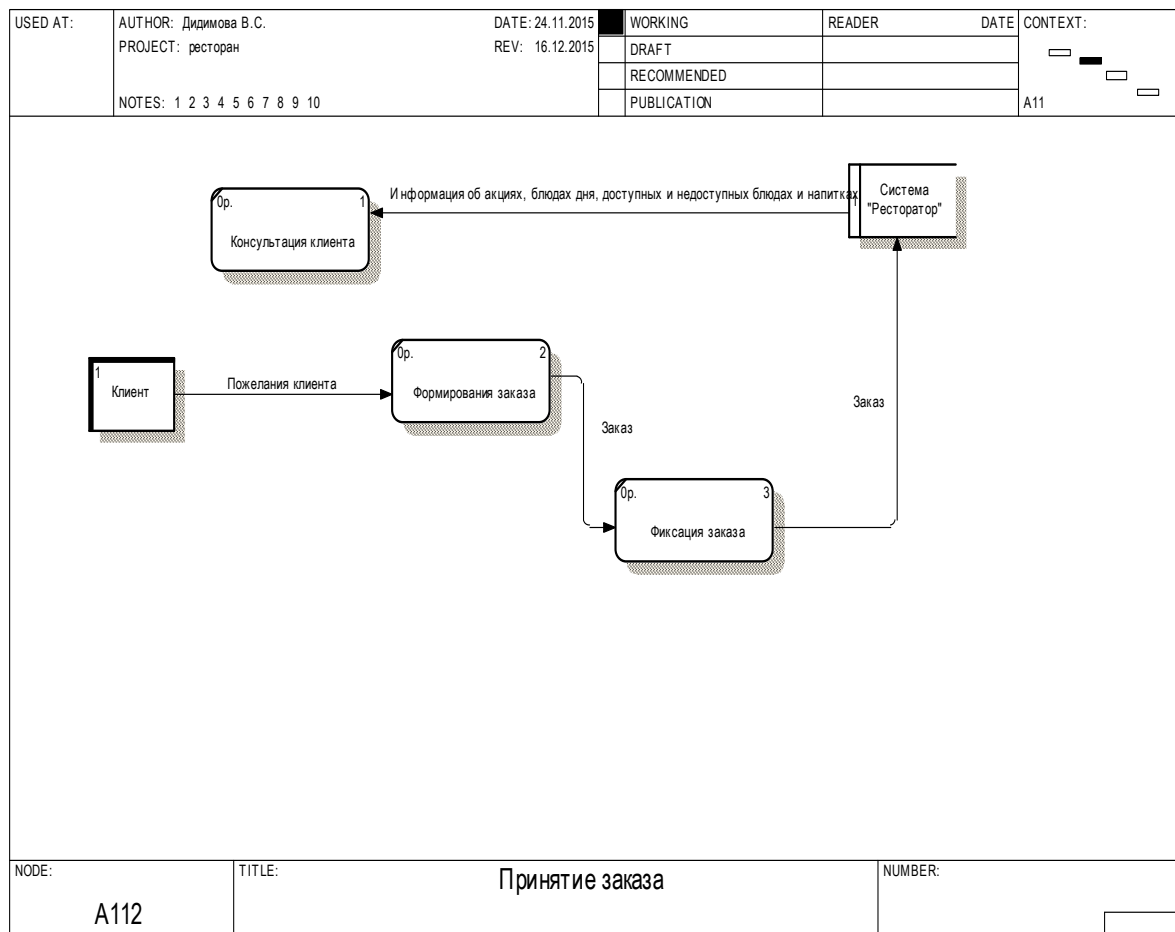 USED AT:
AUTHOR: Дидимова В.С.
DATE: 24.11.2015
PROJECT: ресторан
REV: 16.12.2015
NOTES: 1 2 3 4 5 6 7 8 9 10
WORKING
DRAFT
RECOMMENDED
PUBLICATION
READER
DATE
CONTEXT:
A11
0р.
1
Консультация клиента
Информация об акциях, блюдах дня, доступных и недоступных блюдах и напитках
1
Система
"Ресторатор"
1
Клиент
Пожелания клиента
0р.
2
Формирования заказа
Заказ
Заказ
0р.
3
Фиксация заказа
NODE:
A112
TITLE:
Принятие заказа
NUMBER: